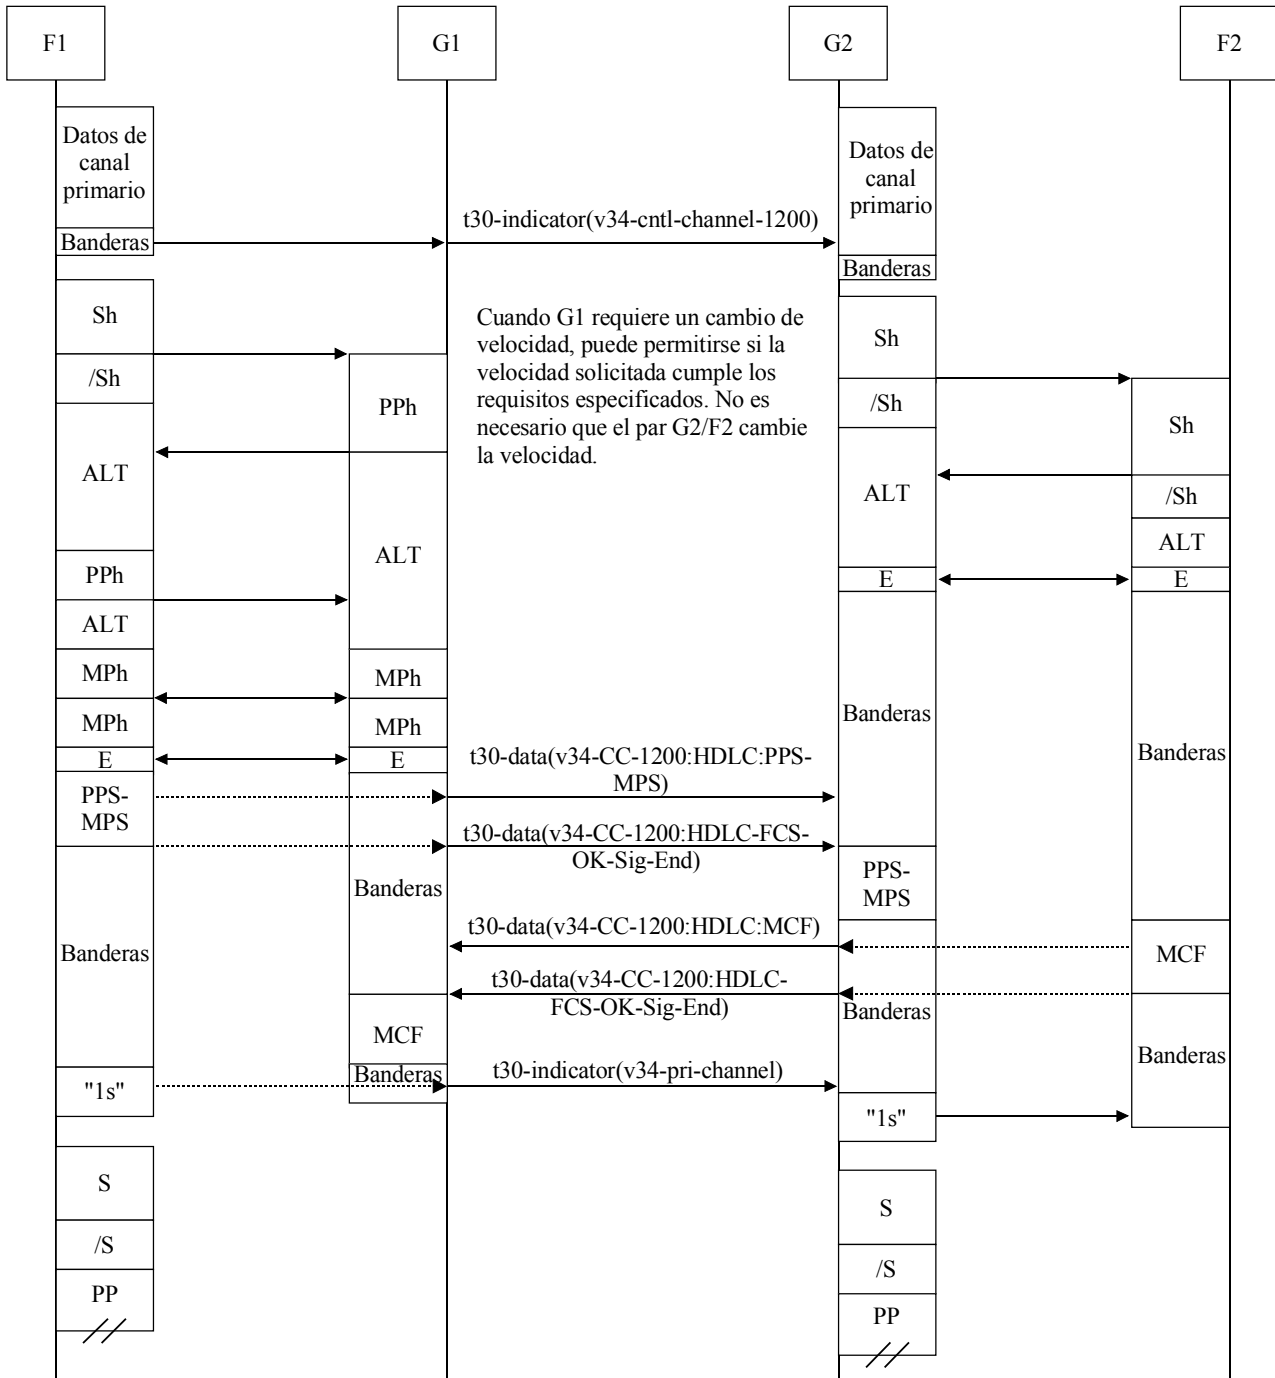 F1
G1
G2
F2
Datos de
canal
primario
Banderas
t30-indicator(v34-cntl-channel-1200)
Datos de
canal
primario
Banderas
Sh
/Sh
ALT
PPh
ALT
MPh
MPh
E
PPS-
MPS
Banderas
"1s"
S
/S
PP
PPh
ALT
MPh
MPh
E
Banderas
MCF
Banderas
Cuando G1 requiere un cambio de
velocidad, puede permitirse si la
velocidad solicitada cumple los
requisitos especificados. No es
necesario que el par G2/F2 cambie
la velocidad.
t30-data(v34-CC-1200:HDLC:PPS-
MPS)
t30-data(v34-CC-1200:HDLC-FCS-
OK-Sig-End)
t30-data(v34-CC-1200:HDLC:MCF)
t30-data(v34-CC-1200:HDLC-
FCS-OK-Sig-End)
t30-indicator(v34-pri-channel)
Sh
/Sh
ALT
E
Banderas
PPS-
MPS
Banderas
"1s"
S
/S
PP
Sh
/Sh
ALT
E
Banderas
MCF
Banderas